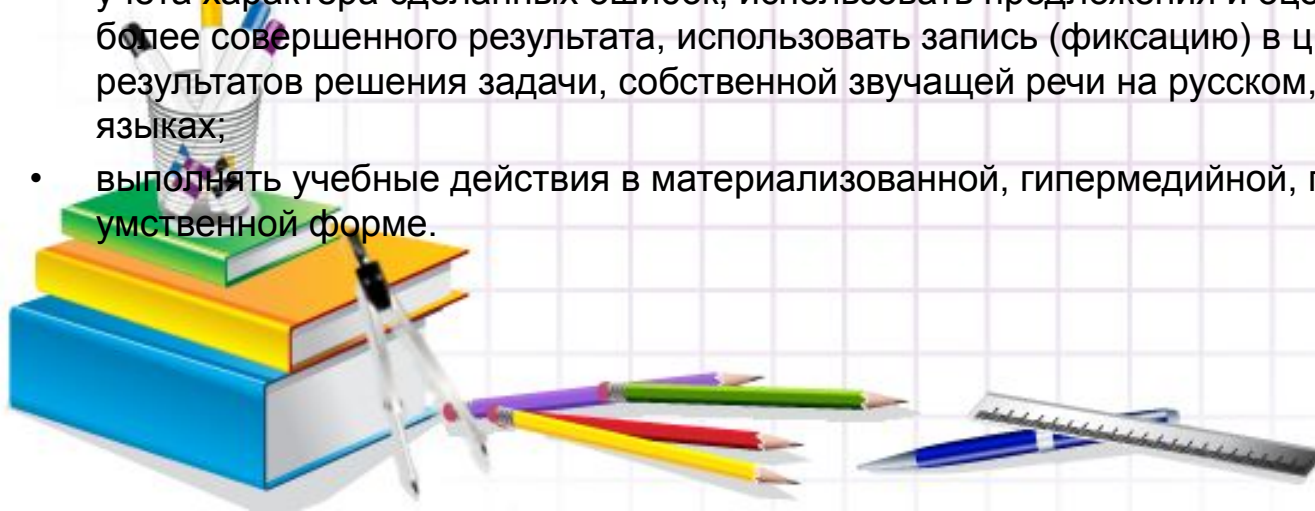 учета характера сделанных ошибок, использовать предложения и
более совершенного результата, использовать запись (фиксацию) в
результатов решения задачи, собственной звучащей речи на русском,
языках;
• выполнять учебные действия в материализованной, гипермедийной,
умственной форме.